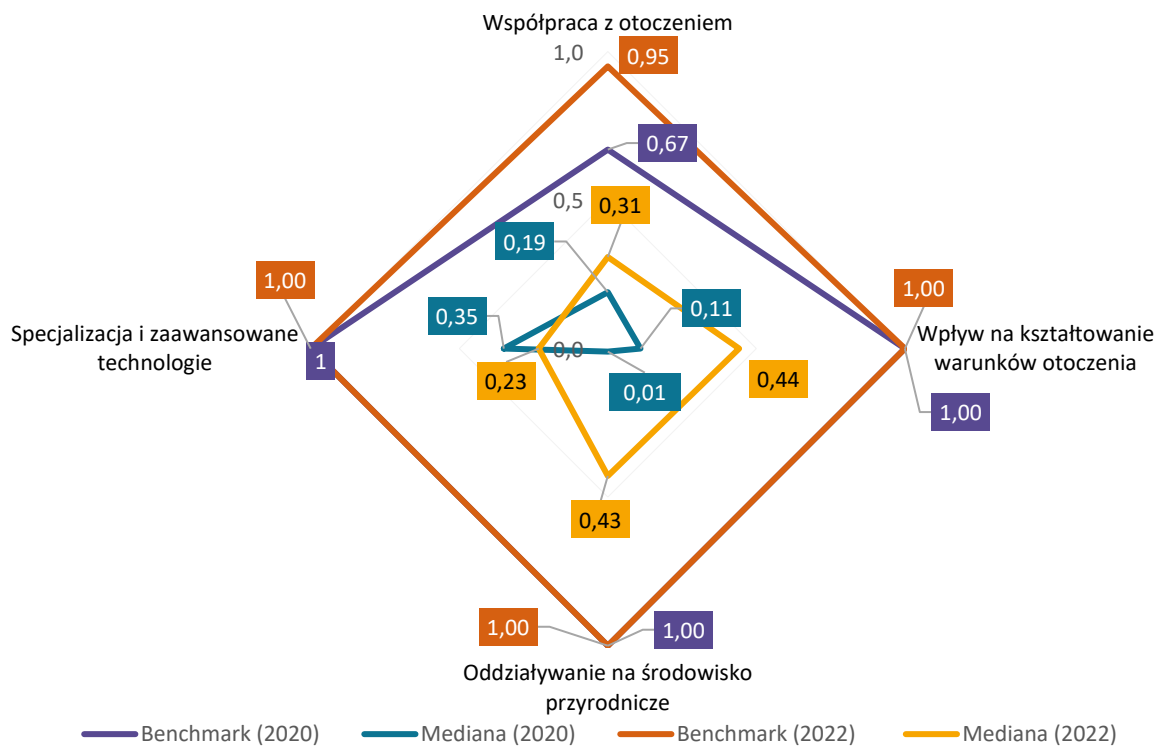 Współpraca z otoczeniem
1,0
0,95
0,67
0,5
0,31
0,19
1,00
1,00
0,35
0,11
Specjalizacja i zaawansowane
technologie
Wpływ na kształtowanie
warunków otoczenia
1
0,0
0,23
0,01
0,44
1,00
0,43
1,00
1,00
Oddziaływanie na środowisko
przyrodnicze
Benchmark (2020)
Mediana (2020)
Benchmark (2022)
Mediana (2022)